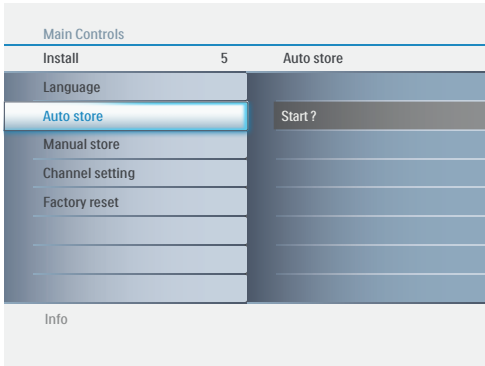 Main Controls
Install 5 Auto store
Language
Auto store Start ?
Manual store
Channel setting
Factory reset
Info